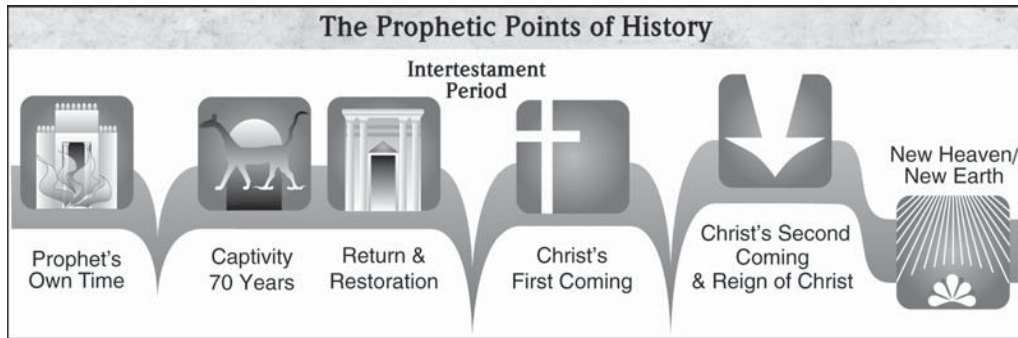 The Prophetic Points of History
Intertestament
Period
Prophet's
Own Time
Captivity
70 Years
Return &
Restoration
Christ's
First Coming
Christ's Second
Coming
& Reign of Christ
New Heaven/
New Earth